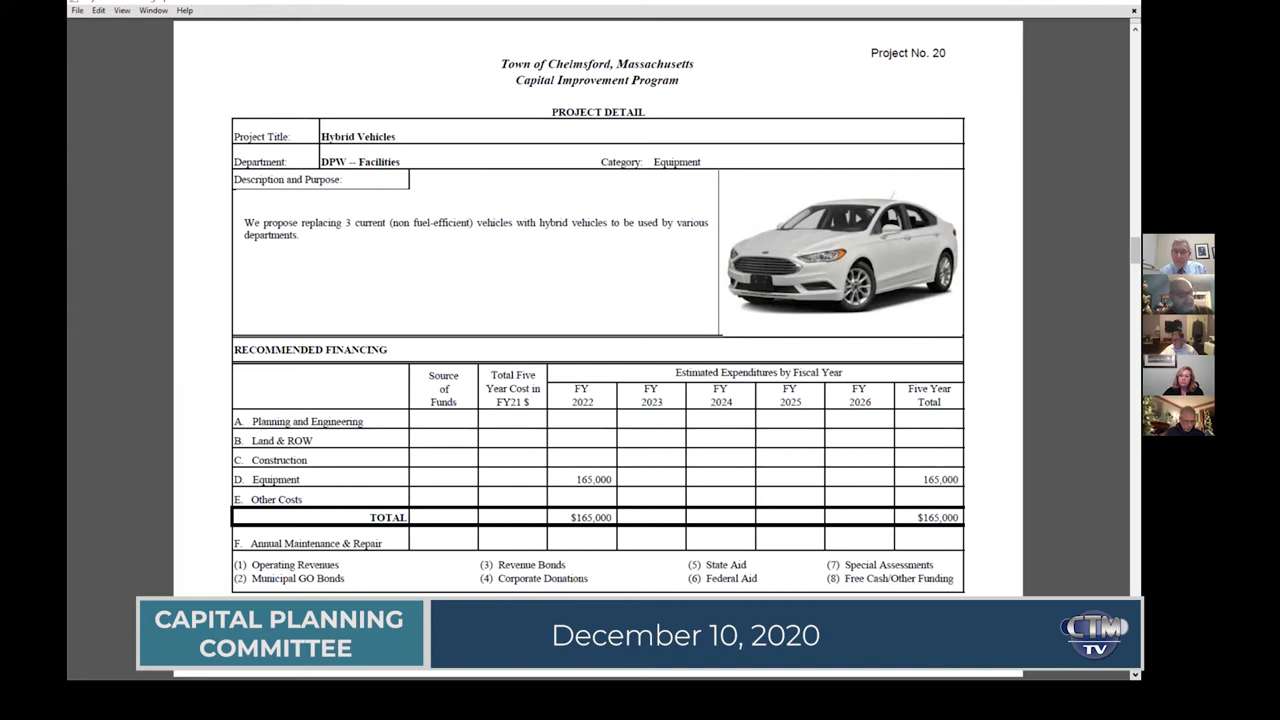 File Edit View Window Help
Project No. 20
Town of Chelmsford, Massachusetts
Capital Improvement Program
PROJECT DETAIL
Project Title: Hybrid Vehicles
Department: DPW -- Facilities Category: Equipment
Description and Purpose:
We propose replacing 3 current (non fuel-efficient) vehicles with hybrid vehicles to be used by various
departments.
RECOMMENDED FINANCING
Source of Funds
Total Five Year Cost in FY21 $
Estimated Expenditures by Fiscal Year
FY 2022
FY 2023
FY 2024
FY 2025
FY 2026
Five Year Total
A. Planning and Engineering
B. Land & ROW
C. Construction
D. Equipment 165,000 165,000
E. Other Costs
TOTAL $165,000 $165,000
F. Annual Maintenance & Repair
(1) Operating Revenues (3) Revenue Bonds (5) State Aid (7) Special Assessments
(2) Municipal GO Bonds (4) Corporate Donations (6) Federal Aid (8) Free Cash/Other Funding
CAPITAL PLANNING
COMMITTEE
December 10, 2020
CTM
TV